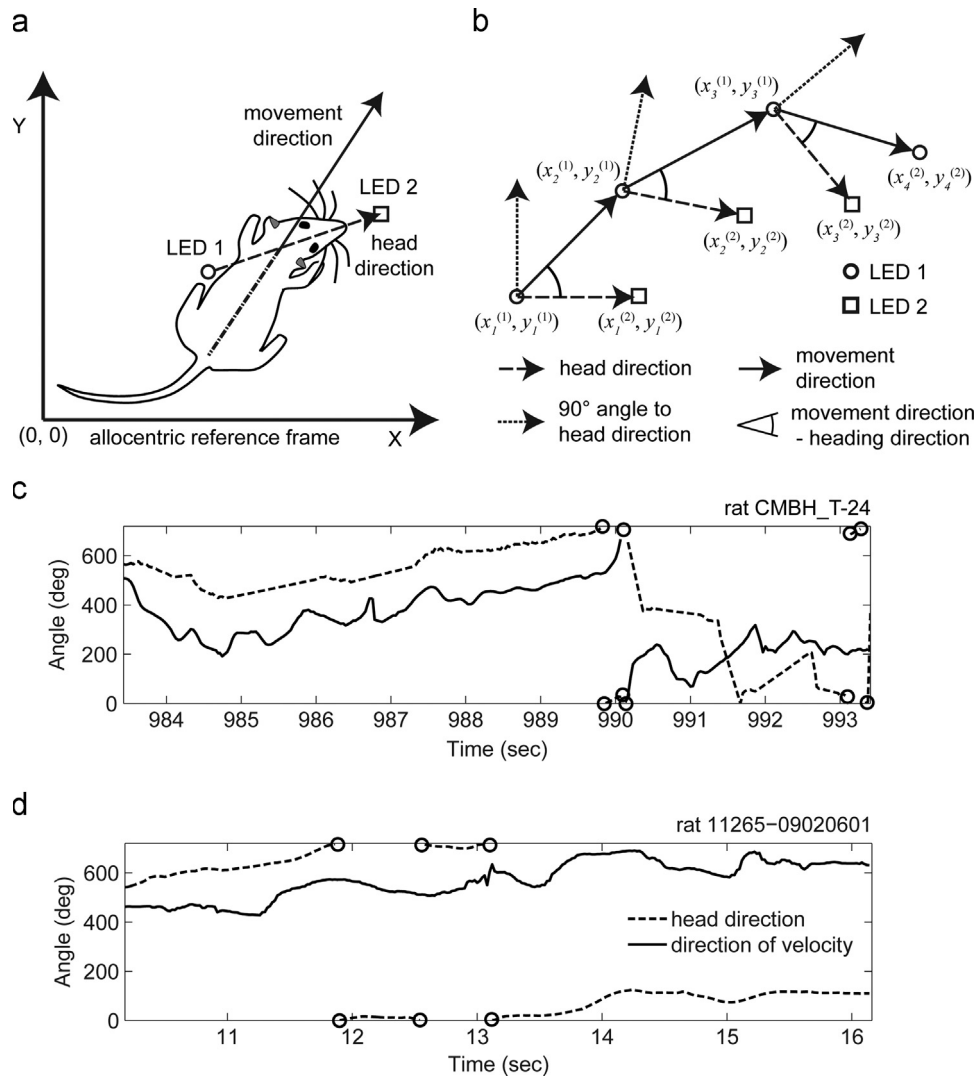 a
Y
movement
direction
LED 2
LED 1
head
direction
(0, 0)
allocentric reference frame
X
b
(x3(1), y3(1))
(x2(1), y2(1))
(x4(2), y4(2))
(x3(2), y3(2))
(x2(2), y2(2))
LED 1
LED 2
(x1(1), y1(1))
(x1(2), y1(2))
head direction
movement
direction
90° angle to
head direction
movement direction
- heading direction
c
rat CMBH_T-24
Angle (deg)
600
400
200
0
984 985 986 987 988 989 990 991 992 993
Time (sec)
d
rat 11265−09020601
Angle (deg)
600
400
200
0
head direction
direction of velocity
11 12 13 14 15 16
Time (sec)